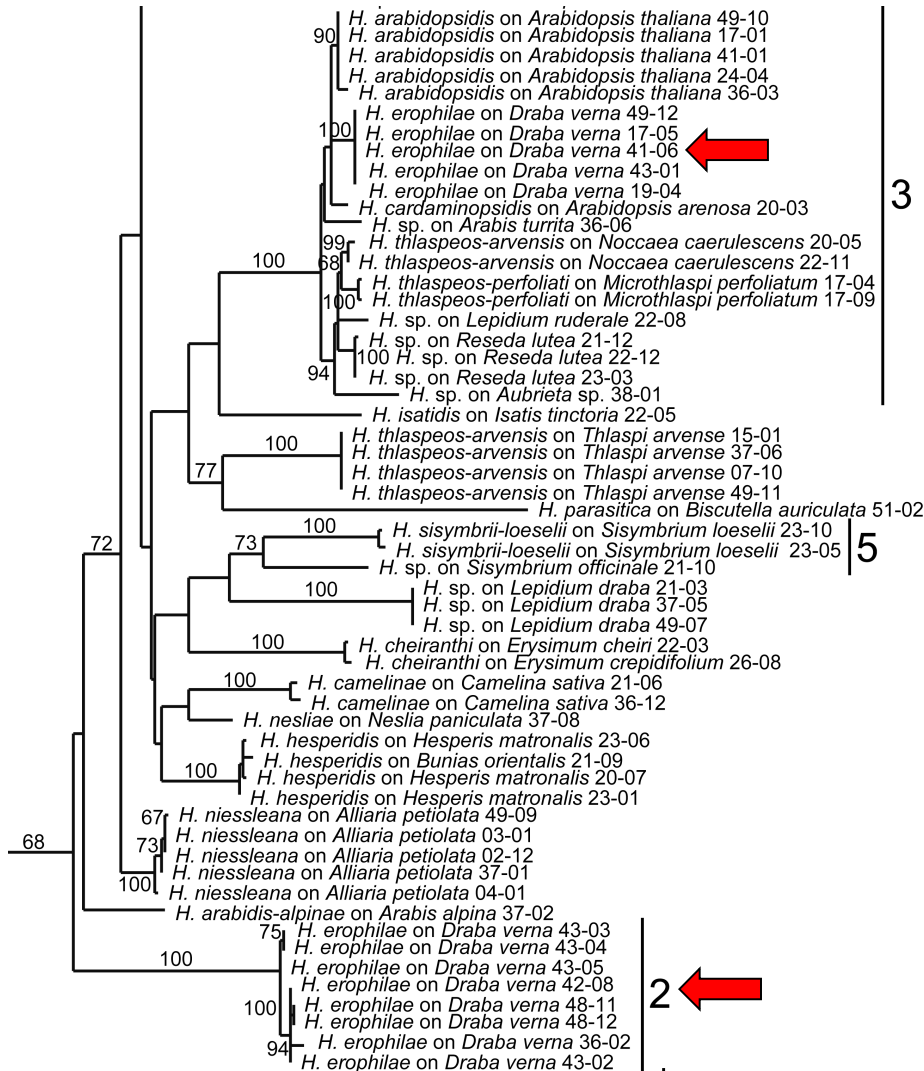 H. arabidopsidis on Arabidopsis thaliana 49-10
90
H. arabidopsidis on Arabidopsis thaliana 17-01
H. arabidopsidis on Arabidopsis thaliana 41-01
H. arabidopsidis on Arabidopsis thaliana 24-04
H. arabidopsidis on Arabidopsis thaliana 36-03
H. erophilae on Draba verna 49-12
100
H. erophilae on Draba verna 17-05
H. erophilae on Draba verna 41-06
H. erophilae on Draba verna 43-01
H. erophilae on Draba verna 19-04
3
H. cardaminopsidis on Arabidopsis arenosa 20-03
H. sp. on Arabis turrita 36-06
99
H. thlaspeos-arvensis on Noccaea caerulescens 20-05
100
68
H. thlaspeos-arvensis on Noccaea caerulescens 22-11
H. thlaspeos-perfoliati on Microthlaspi perfoliatum 17-04
100
H. thlaspeos-perfoliati on Microthlaspi perfoliatum 17-09
H. sp. on Lepidium ruderale 22-08
H. sp. on Reseda lutea 21-12
100
H. sp. on Reseda lutea 22-12
94
H. sp. on Reseda lutea 23-03
H. sp. on Aubrieta sp. 38-01
H. isatidis on Isatis tinctoria 22-05
H. thlaspeos-arvensis on Thlaspi arvense 15-01
100
H. thlaspeos-arvensis on Thlaspi arvense 37-06
77
H. thlaspeos-arvensis on Thlaspi arvense 07-10
H. thlaspeos-arvensis on Thlaspi arvense 49-11
H. parasitica on Biscutella auriculata 51-02
100
H. sisymbrii-loeselii on Sisymbrium loeselii 23-10
72
73
H. sisymbrii-loeselii on Sisymbrium loeselii 23-05
5
H. sp. on Sisymbrium officinale 21-10
100
H. sp. on Lepidium draba 21-03
H. sp. on Lepidium draba 37-05
H. sp. on Lepidium draba 49-07
100
H. cheiranthi on Erysimum cheiri 22-03
H. cheiranthi on Erysimum crepidifolium 26-08
100
H. camelinae on Camelina sativa 21-06
H. camelinae on Camelina sativa 36-12
H. nesliae on Neslia paniculata 37-08
H. hesperidis on Hesperis matronalis 23-06
H. hesperidis on Bunias orientalis 21-09
100
H. hesperidis on Hesperis matronalis 20-07
H. hesperidis on Hesperis matronalis 23-01
67
H. niessleana on Alliaria petiolata 49-09
68
73
H. niessleana on Alliaria petiolata 03-01
H. niessleana on Alliaria petiolata 02-12
H. niessleana on Alliaria petiolata 37-01
100
H. niessleana on Alliaria petiolata 04-01
H. arabidis-alpinae on Arabis alpina 37-02
75
H. erophilae on Draba verna 43-03
H. erophilae on Draba verna 43-04
100
H. erophilae on Draba verna 43-05
H. erophilae on Draba verna 42-08
2
100
H. erophilae on Draba verna 48-11
H. erophilae on Draba verna 48-12
94
H. erophilae on Draba verna 36-02
H. erophilae on Draba verna 43-02